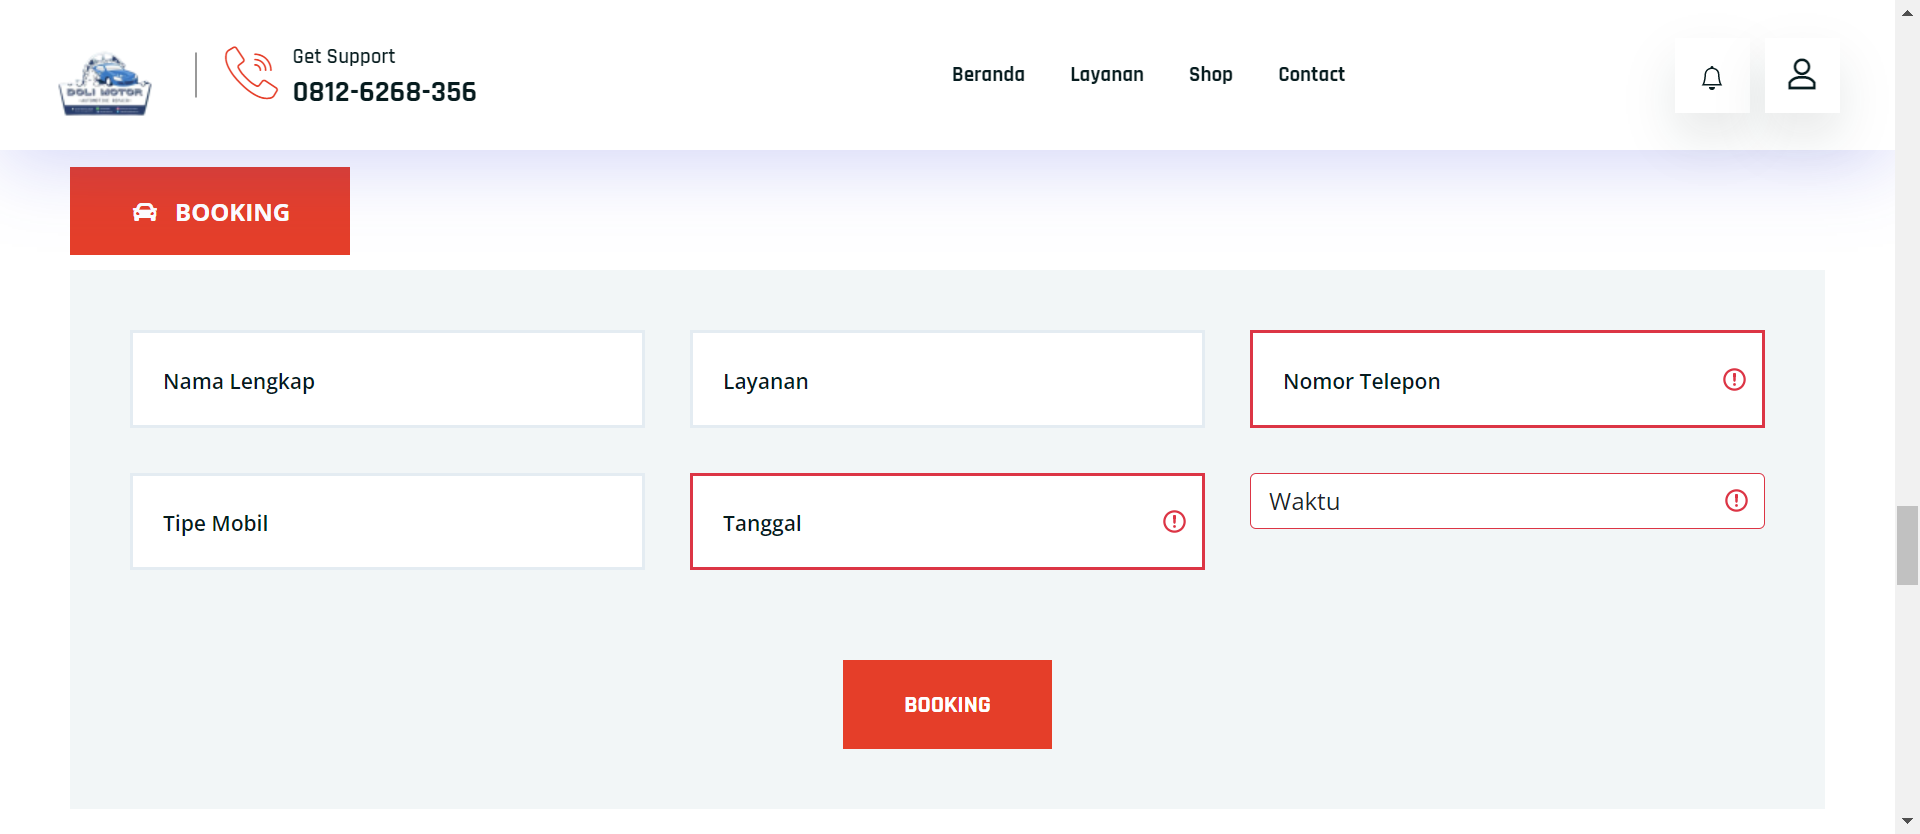 DOLI MOTOR
Get Support
0812-6268-356
Beranda
Layanan
Shop
Contact
BOOKING
Nama Lengkap
Layanan
Nomor Telepon
Tipe Mobil
Tanggal
Waktu
BOOKING